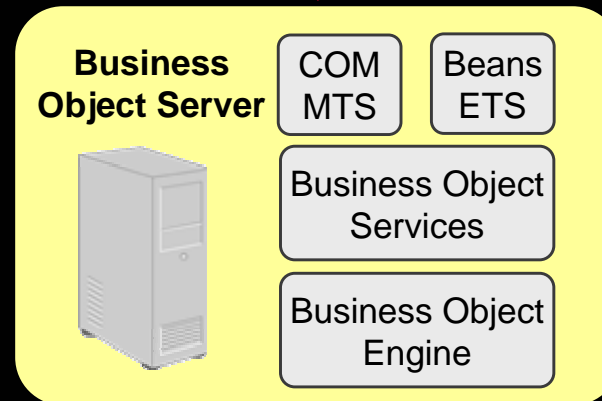 Business
Object Server
COM
MTS
Beans
ETS
Business Object
Services
Business Object
Engine